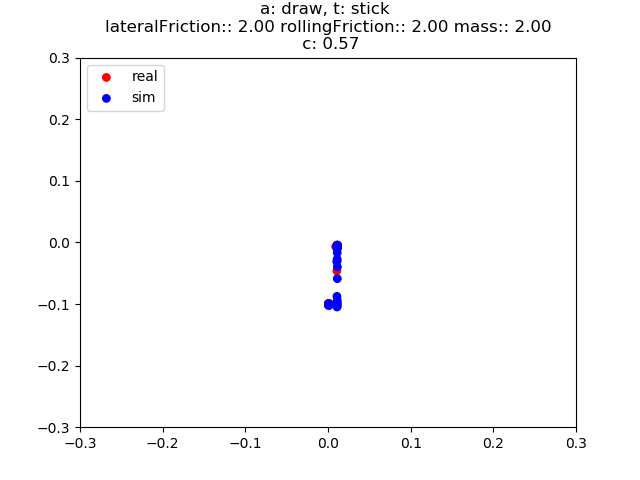 a: draw, t: stick
lateralFriction:: 2.00 rollingFriction:: 2.00 mass:: 2.00
c: 0.57
real
sim
0.3
0.2
0.1
0.0
−0.1
−0.2
−0.3
−0.3 −0.2 −0.1 0.0 0.1 0.2 0.3